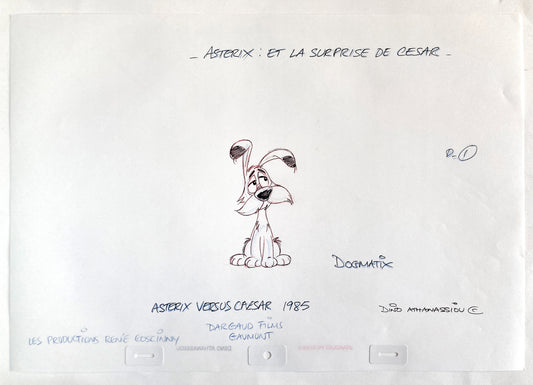 - ASTERIX : ET LA SURPRISE DE CESAR -
D- 1
DOGMATIX
ASTERIX VERSUS CAESAR 1985
DINO ATHANASSIOU ©
DARGAUD FILMS
LES PRODUCTIONS RENÉ GOSCINNY
GAUMONT